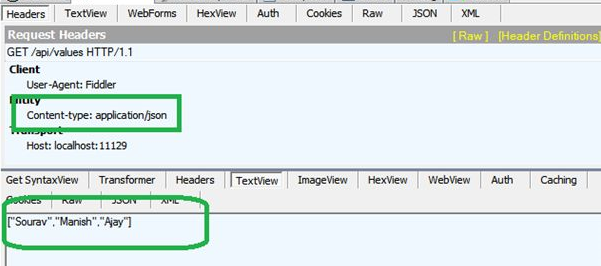 Headers TextView WebForms HexView Auth Cookies Raw JSON XML
Request Headers [ Raw ] [Header Definitions]
GET /api/values HTTP/1.1
Client
User-Agent: Fiddler
Entity
Content-type: application/json
Transport
Host: localhost:11129
Get SyntaxView Transformer Headers TextView ImageView HexView WebView Auth Caching
Cookies Raw JSON XML
["Sourav","Manish","Ajay"]